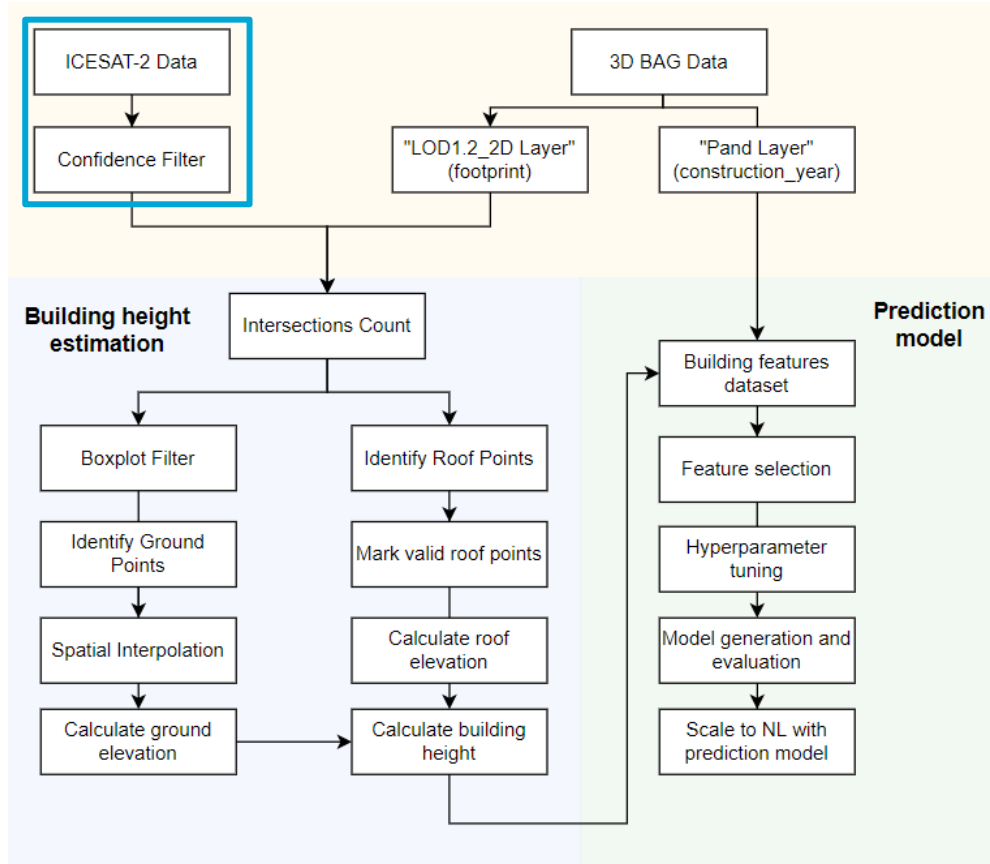 ICESAT-2 Data
3D BAG Data
Confidence Filter
"LOD1.2_2D Layer"
(footprint)
"Pand Layer"
(construction_year)
Building height
estimation
Intersections Count
Prediction
model
Building features
dataset
Boxplot Filter
Identify Roof Points
Feature selection
Identify Ground
Points
Mark valid roof points
Hyperparameter
tuning
Spatial Interpolation
Calculate roof
elevation
Model generation and
evaluation
Calculate ground
elevation
Calculate building
height
Scale to NL with
prediction model